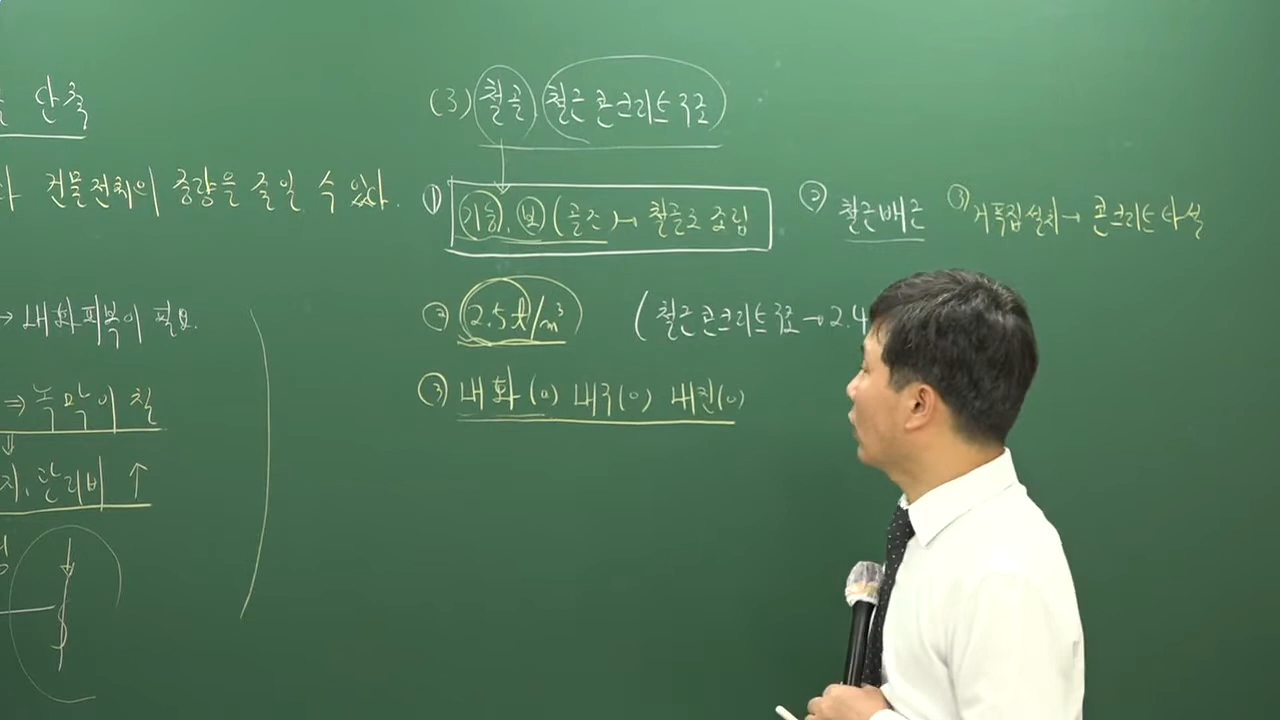 단축
건물전체의 중량을 줄일 수 있다.
→ 내화피복이 필요.
⇒ 녹막이 칠
↓
지, 관리비 ↑
(3) 철골 철근콘크리트구조
① 기둥, 보 (골조) → 철골로 조립 ② 철근배근 ③ 거푸집설치 → 콘크리트 타설
② 2.5t/m³ (철근콘크리트구조 → 2.4
③ 내화(o) 내구(o) 내진(o)